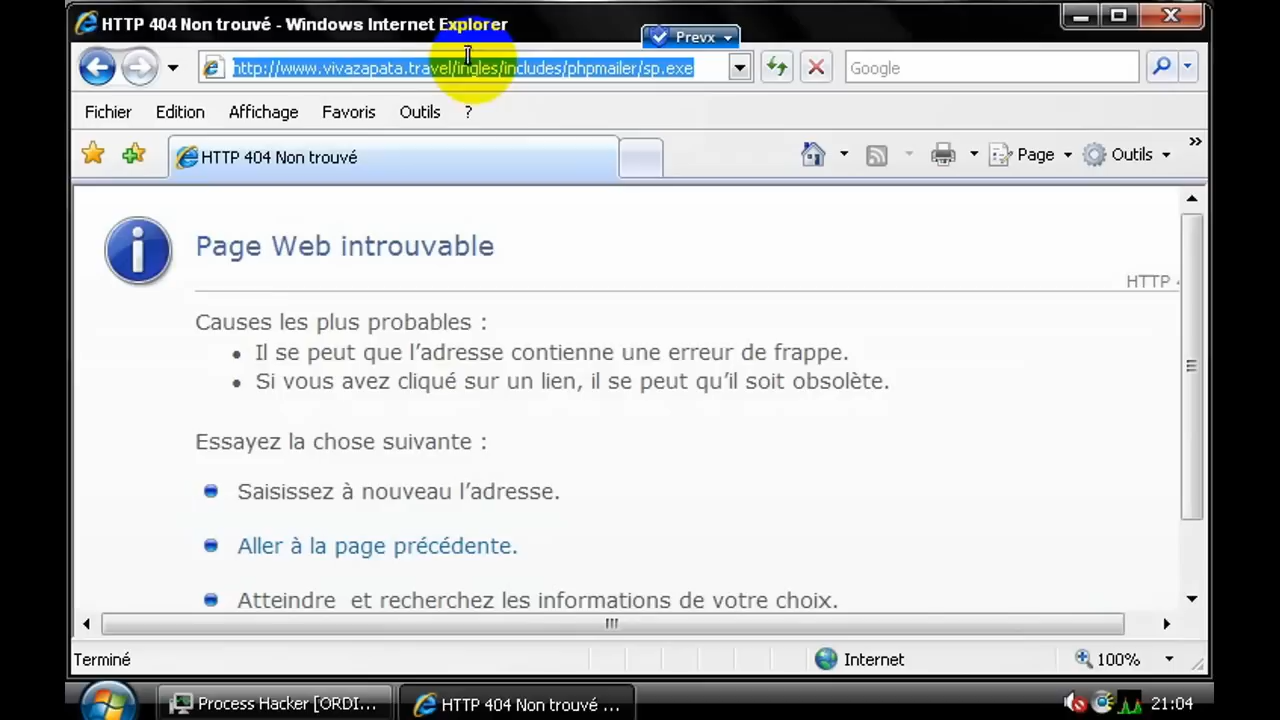 HTTP 404 Non trouvé - Windows Internet Explorer
Prevx
http://www.vivazapata.travel/ingles/includes/phpmailer/sp.exe
Google
Fichier Edition Affichage Favoris Outils ?
HTTP 404 Non trouvé
Page Outils
Page Web introuvable
HTTP
Causes les plus probables :
• Il se peut que l’adresse contienne une erreur de frappe.
• Si vous avez cliqué sur un lien, il se peut qu’il soit obsolète.
Essayez la chose suivante :
Saisissez à nouveau l’adresse.
Aller à la page précédente.
Atteindre et recherchez les informations de votre choix.
Terminé
Internet
100%
Process Hacker [ORDI...
HTTP 404 Non trouvé ...
21:04